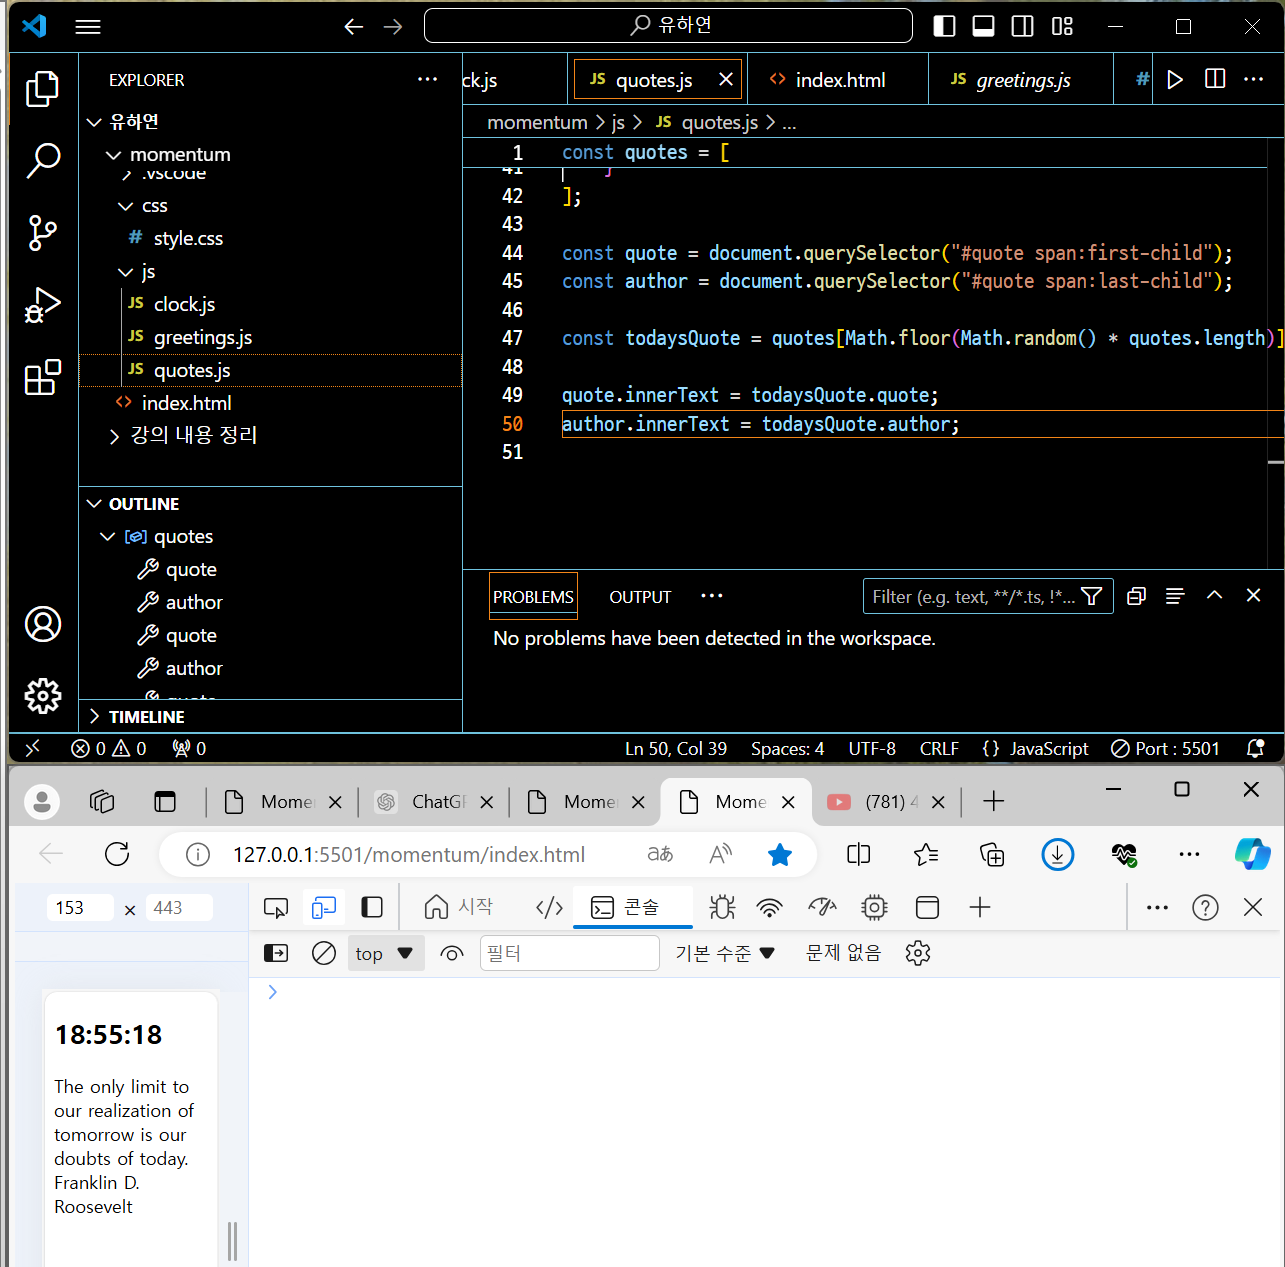 유하연
EXPLORER
ck.js
JS quotes.js
<> index.html
JS greetings.js
#
유하연
momentum
.vscode
css
# style.css
js
JS clock.js
JS greetings.js
JS quotes.js
<> index.html
강의 내용 정리
OUTLINE
quotes
quote
author
quote
author
quote
TIMELINE
momentum > js > JS quotes.js > ...
1 const quotes = [
41 }
42 ];
43
44 const quote = document.querySelector("#quote span:first-child");
45 const author = document.querySelector("#quote span:last-child");
46
47 const todaysQuote = quotes[Math.floor(Math.random() * quotes.length)]
48
49 quote.innerText = todaysQuote.quote;
50 author.innerText = todaysQuote.author;
51
PROBLEMS
OUTPUT
Filter (e.g. text, **/*.ts, !*...
No problems have been detected in the workspace.
0 0 0
Ln 50, Col 39 Spaces: 4 UTF-8 CRLF {} JavaScript Port : 5501
Mome
ChatG
Mome
Mome
(781)
127.0.0.1:5501/momentum/index.html
153 × 443
시작
콘솔
top
필터
기본 수준
문제 없음
18:55:18
The only limit to
our realization of
tomorrow is our
doubts of today.
Franklin D.
Roosevelt